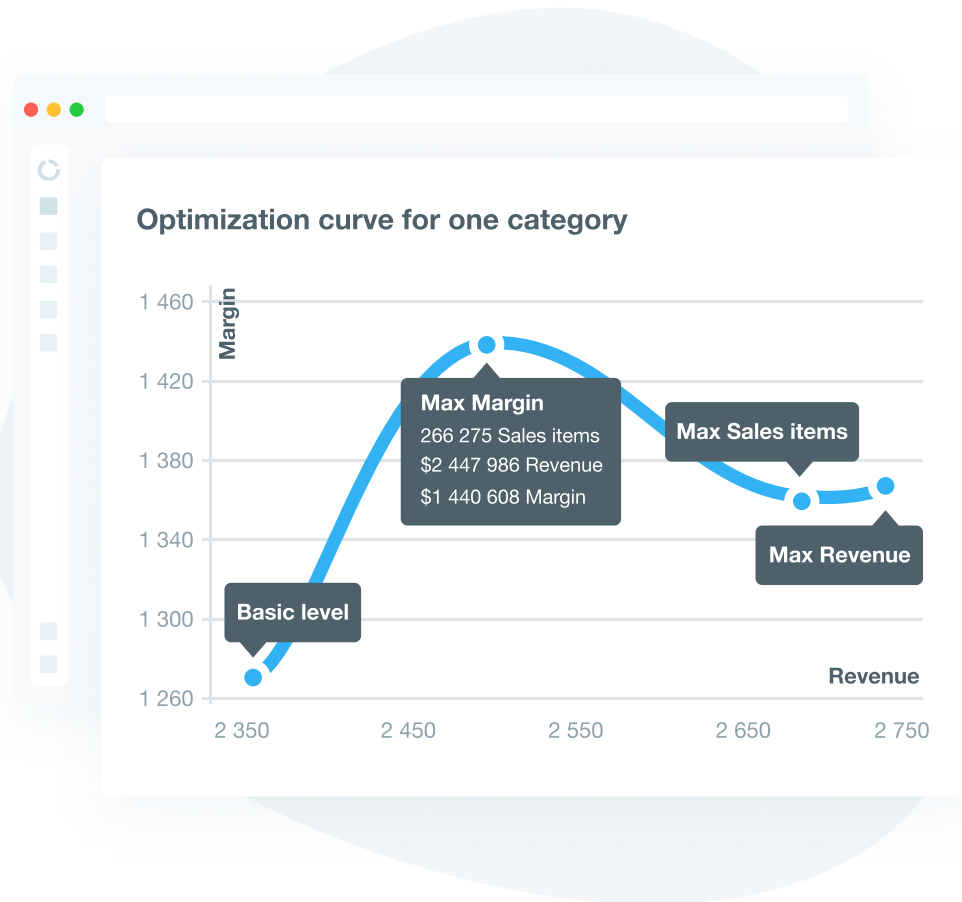 Optimization curve for one category
Margin
1 460
1 420
1 380
1 340
1 300
1 260
Max Margin
266 275 Sales items
$2 447 986 Revenue
$1 440 608 Margin
Max Sales items
Max Revenue
Basic level
Revenue
2 350
2 450
2 550
2 650
2 750